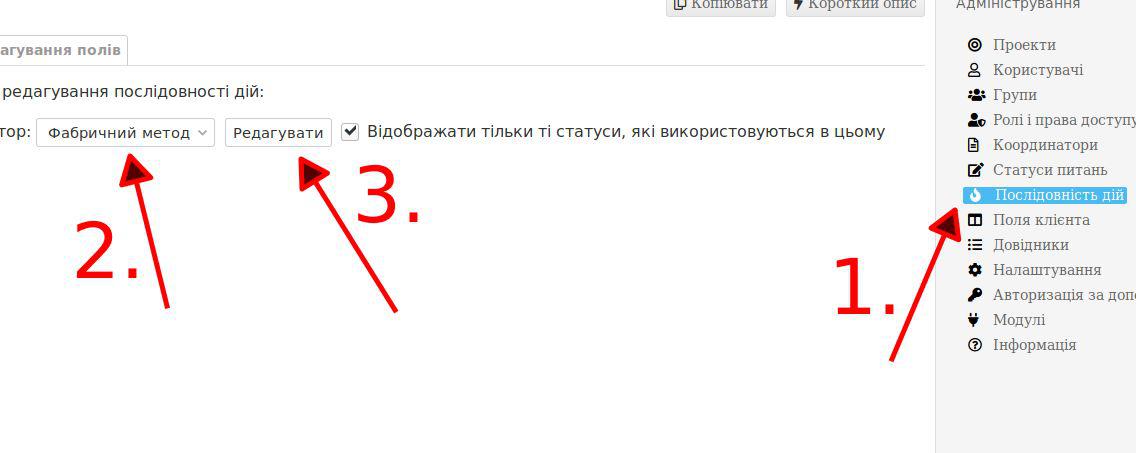 Копіювати
Короткий опис
агування полів
редагування послідовності дій:
тор: Фабричний метод Редагувати Відображати тільки ті статуси, які використовуються в цьому
2.
3.
1.
Адміністрування
Проекти
Користувачі
Групи
Ролі і права доступу
Координатори
Статуси питань
Послідовність дій
Поля клієнта
Довідники
Налаштування
Авторизація за допо
Модулі
Інформація